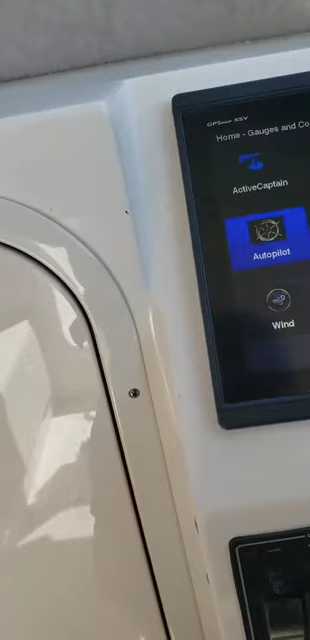 GPSMAP XSV
Home - Gauges and Co
ActiveCaptain
Autopilot
Wind